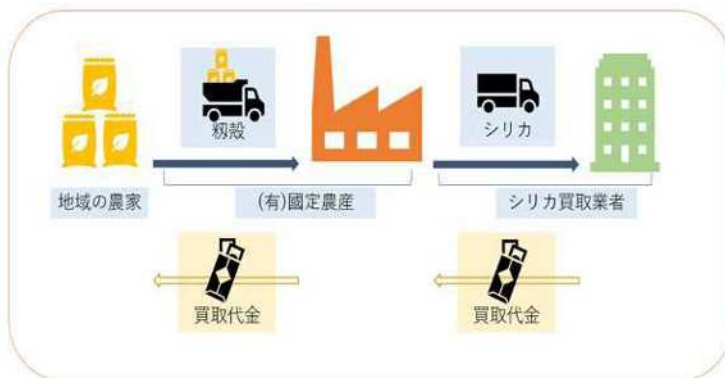 籾殻
シリカ
地域の農家
(有)國定農産
シリカ買取業者
買取代金
買取代金